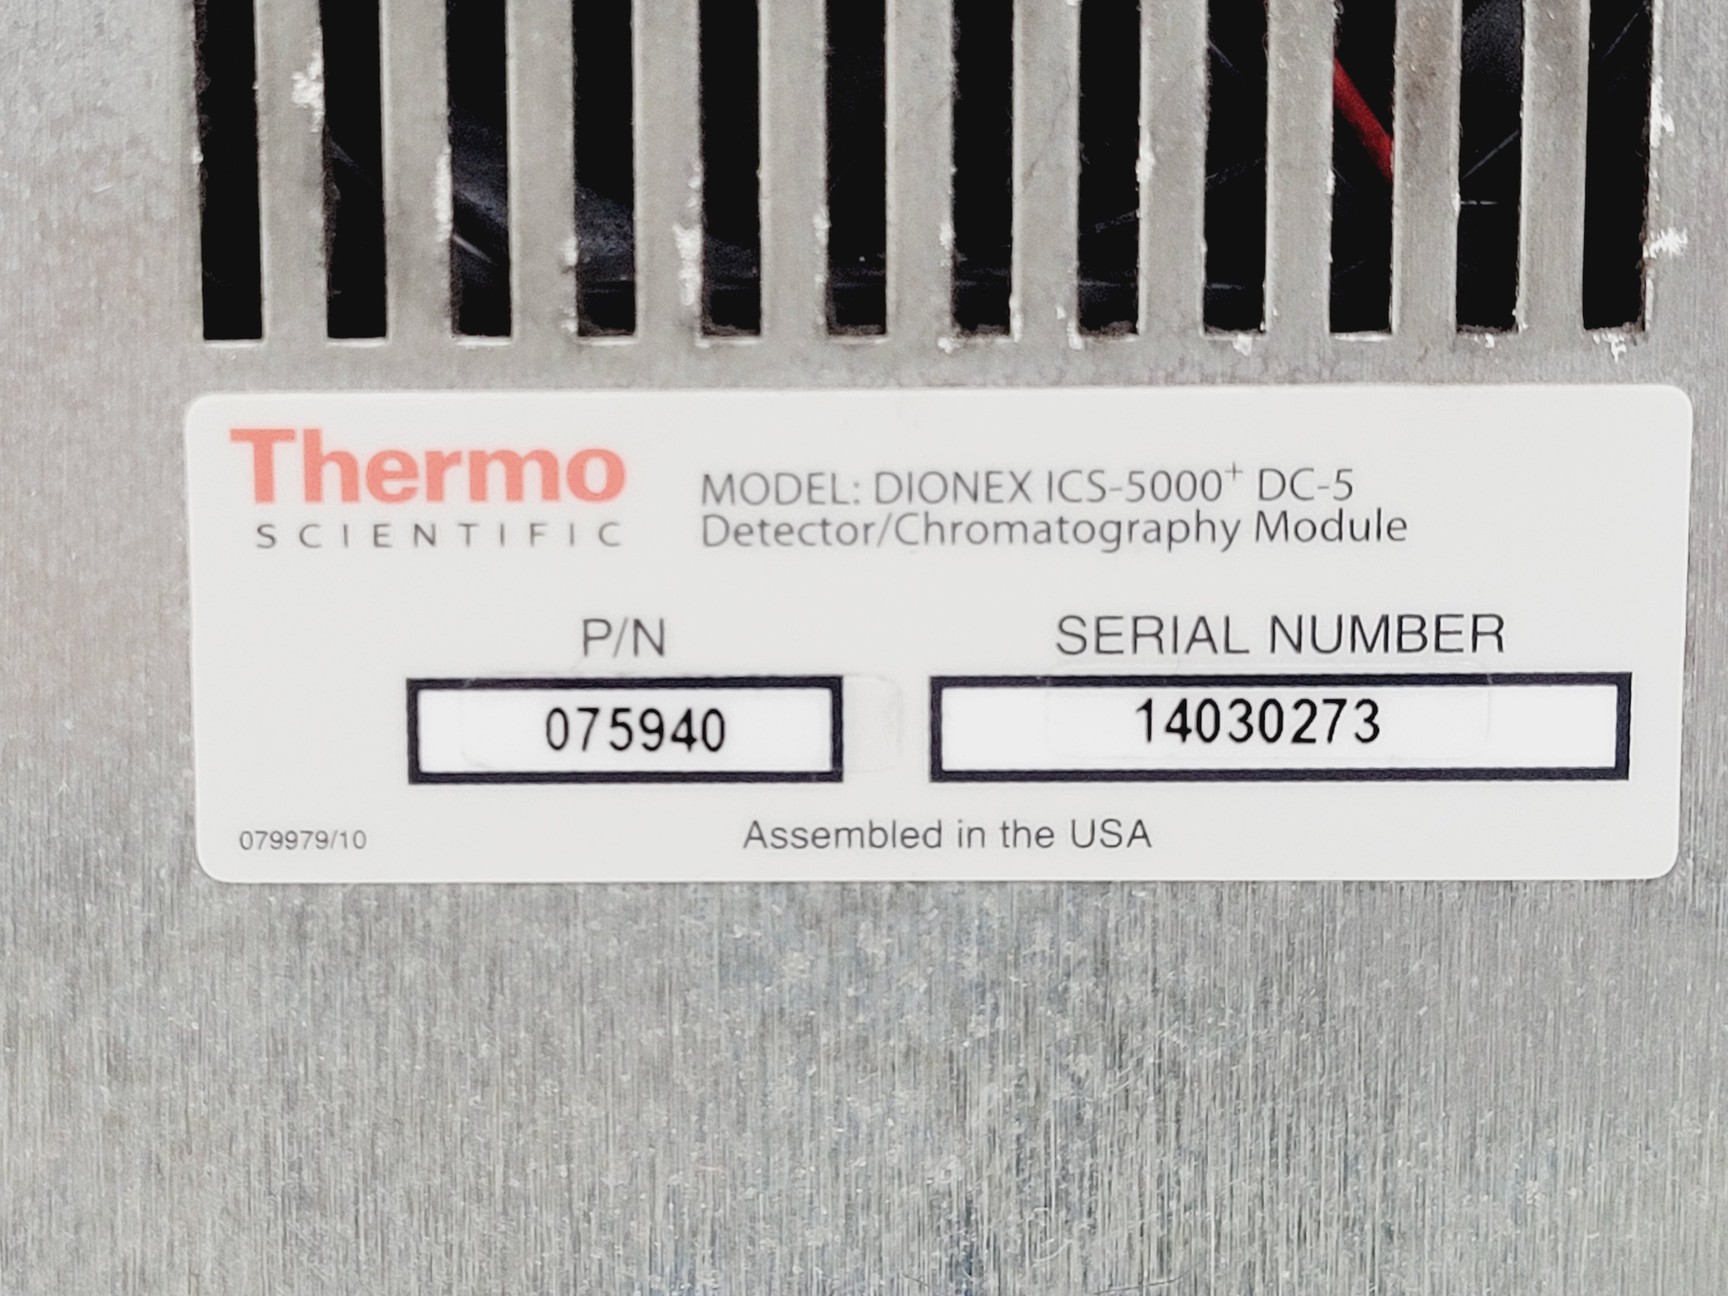 Thermo
SCIENTIFIC
MODEL: DIONEX ICS-5000⁺ DC-5
Detector/Chromatography Module
P/N
075940
SERIAL NUMBER
14030273
079979/10
Assembled in the USA